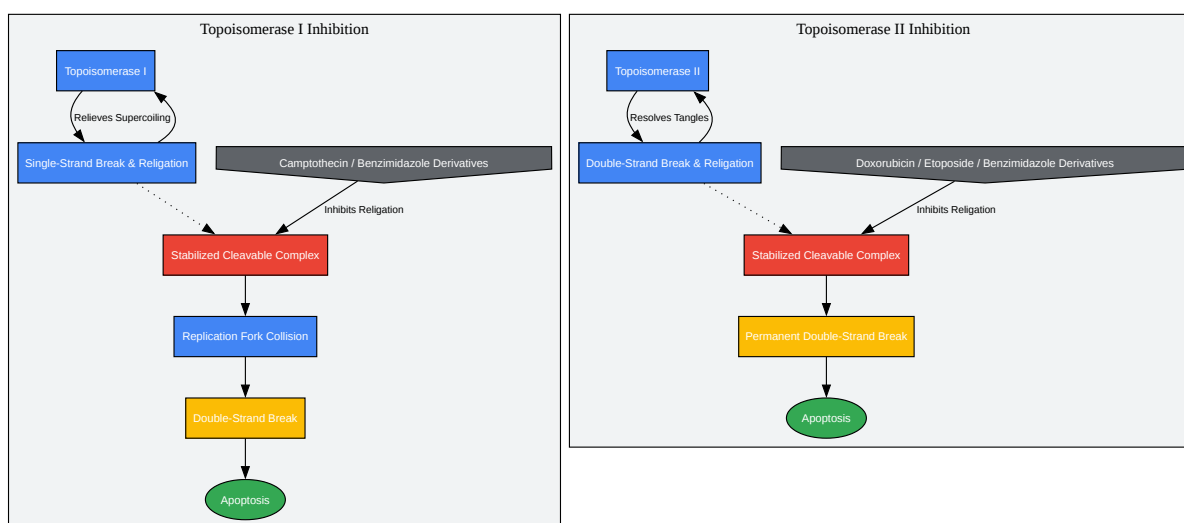 Topoisomerase I Inhibition
Topoisomerase I
Relieves Supercoiling
Single-Strand Break & Religation
Camptothecin / Benzimidazole Derivatives
Inhibits Religation
Stabilized Cleavable Complex
Replication Fork Collision
Double-Strand Break
Apoptosis
Topoisomerase II Inhibition
Topoisomerase II
Resolves Tangles
Double-Strand Break & Religation
Doxorubicin / Etoposide / Benzimidazole Derivatives
Inhibits Religation
Stabilized Cleavable Complex
Permanent Double-Strand Break
Apoptosis